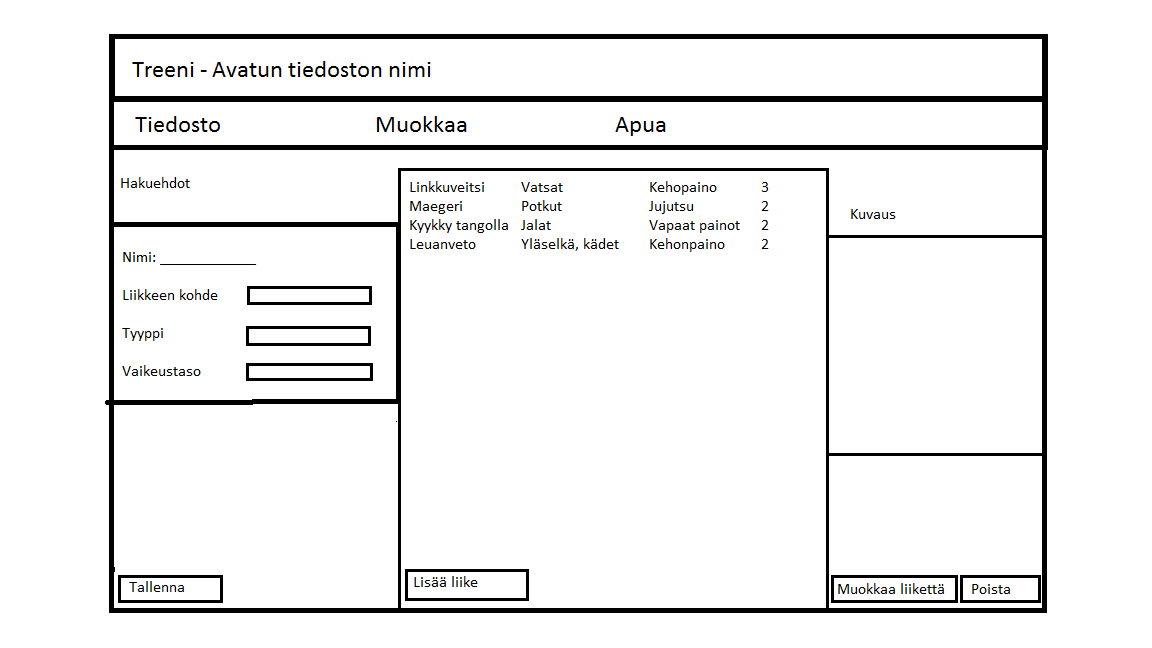 Treeni - Avatun tiedoston nimi
Tiedosto Muokkaa Apua
Hakuehdot
Nimi: ____________
Liikkeen kohde
Tyyppi
Vaikeustaso
Tallenna
Linkkuveitsi Vatsat Kehopaino 3
Maegeri Potkut Jujutsu 2
Kyykky tangolla Jalat Vapaat painot 2
Leuanveto Yläselkä, kädet Kehonpaino 2
Lisää liike
Kuvaus
Muokkaa liikettä Poista